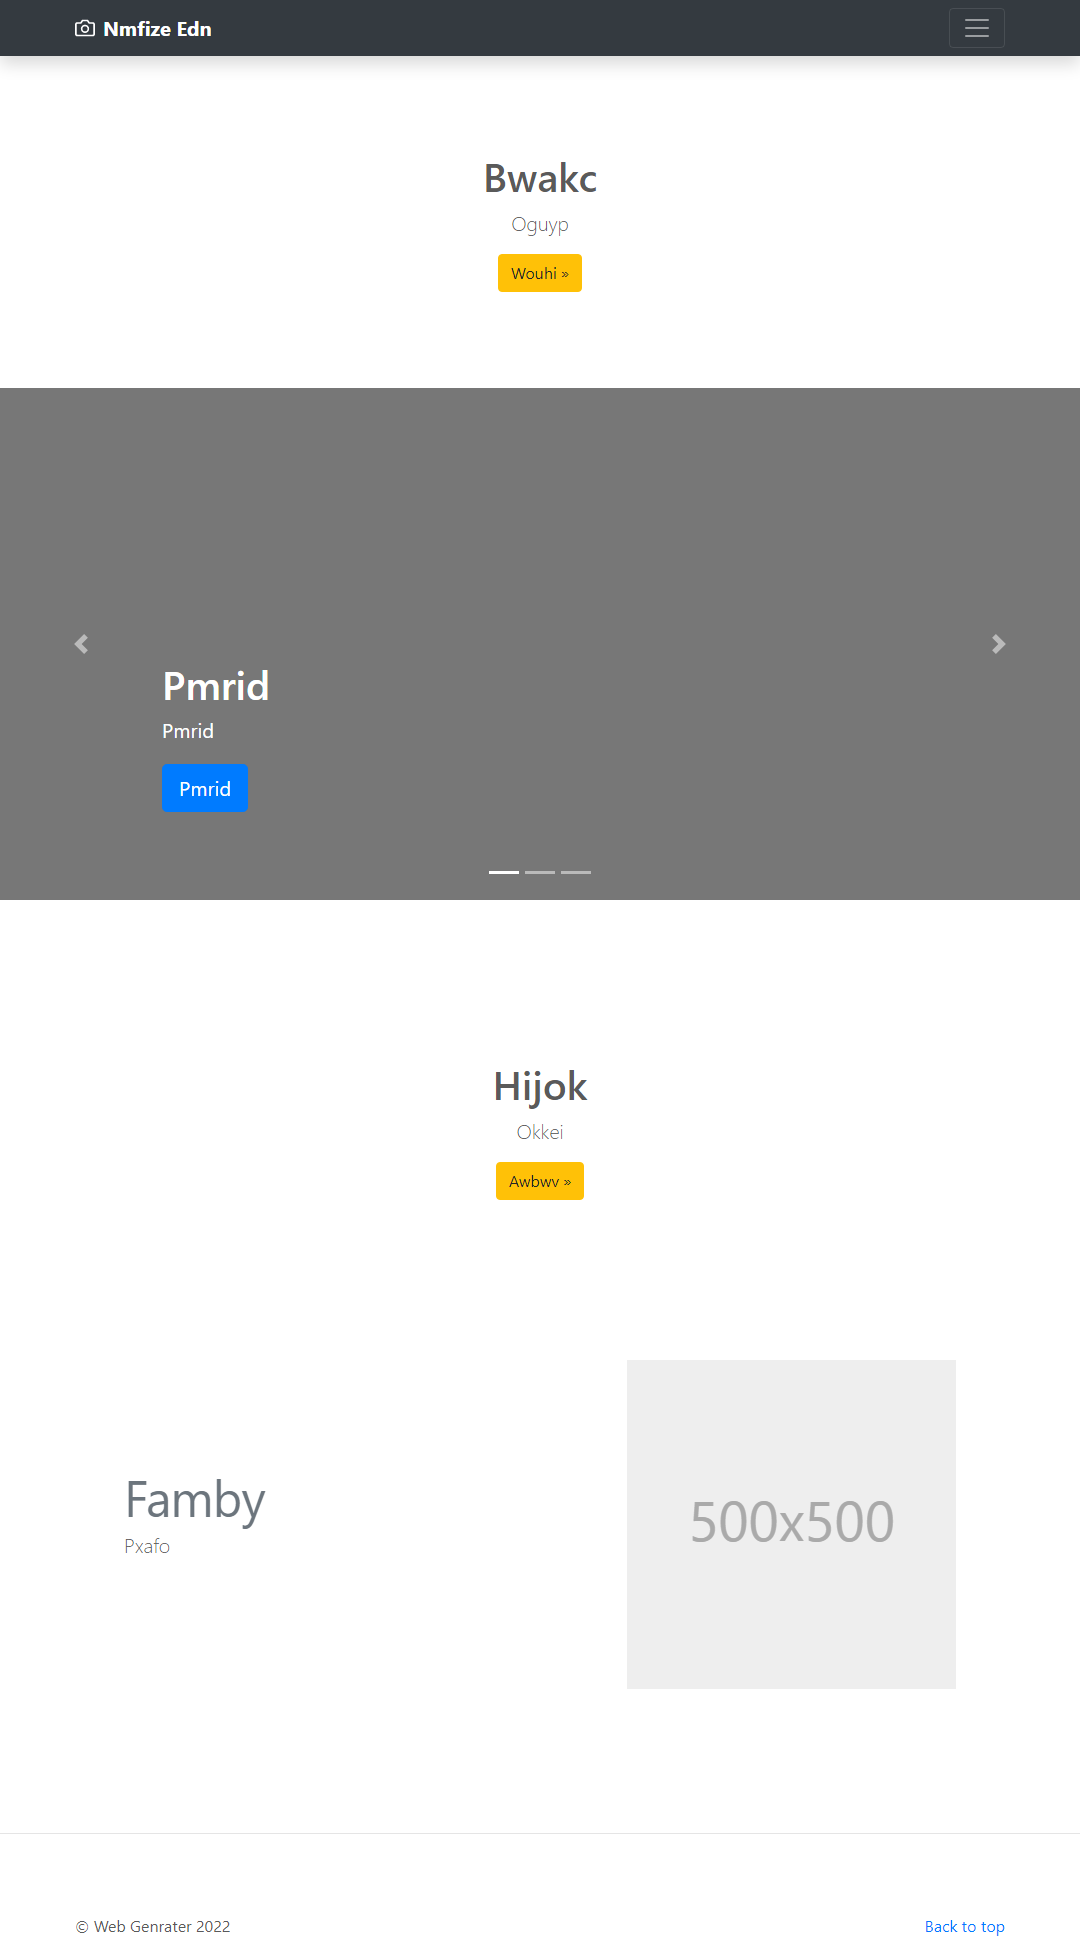 Nmfize Edn
Bwakc
Oguyp
Wouhi »
Pmrid
Pmrid
Pmrid
Hijok
Okkei
Awbwv »
Famby
Pxafo
500x500
© Web Genrater 2022
Back to top